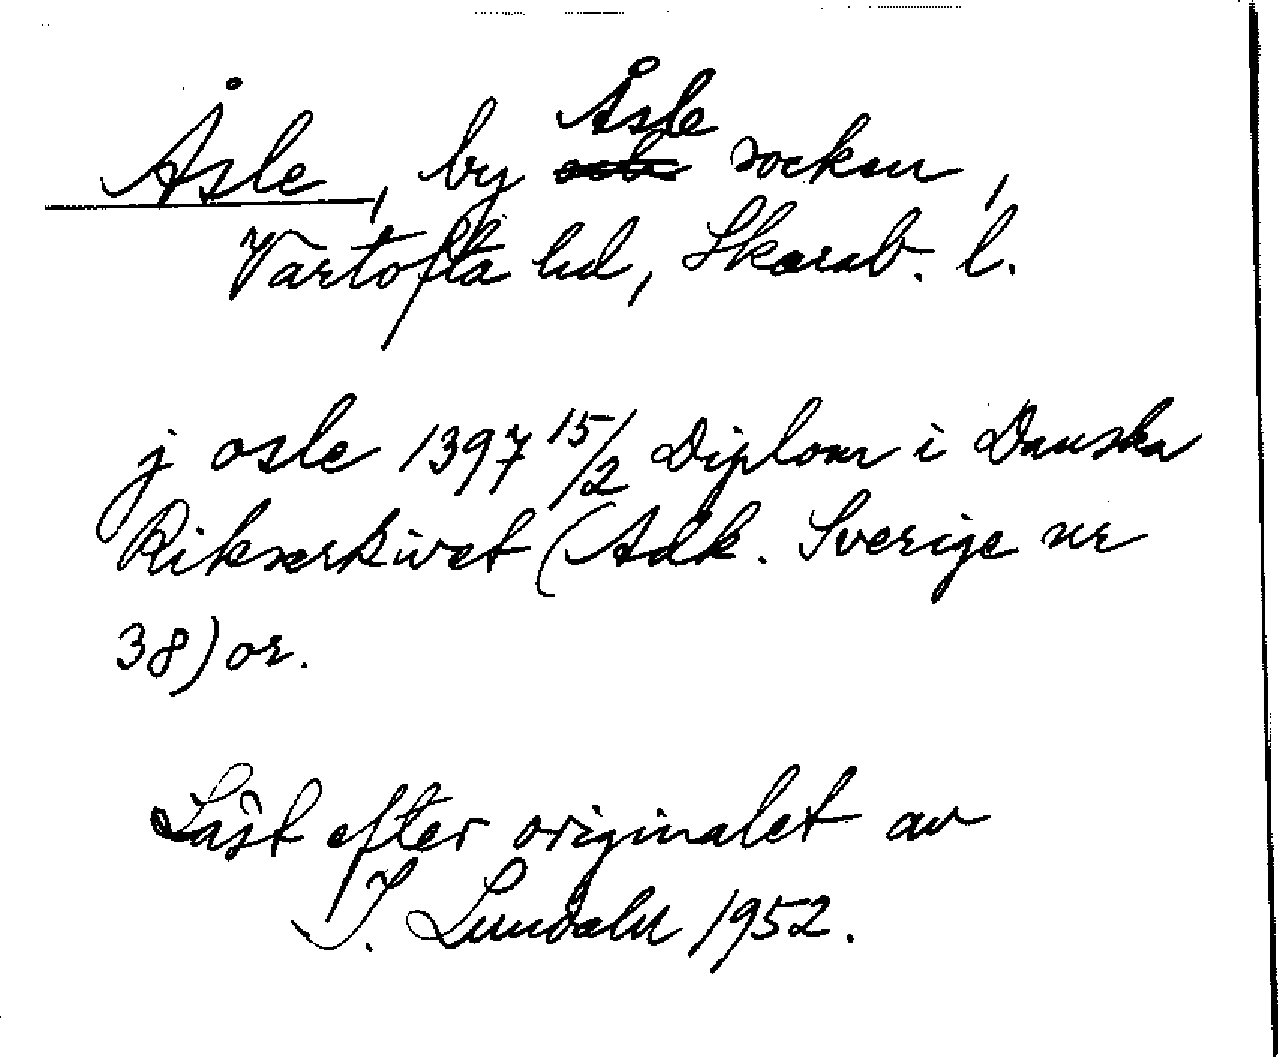 Åsle, by Åsle socken,
Vartofta hd, Skarab. l.
j osle 1397 15/2 Diplom i Danska
Riksarkivet (Adk. Sverige nr
38) or.
Läst efter originalet av
I. Lundahl 1952.